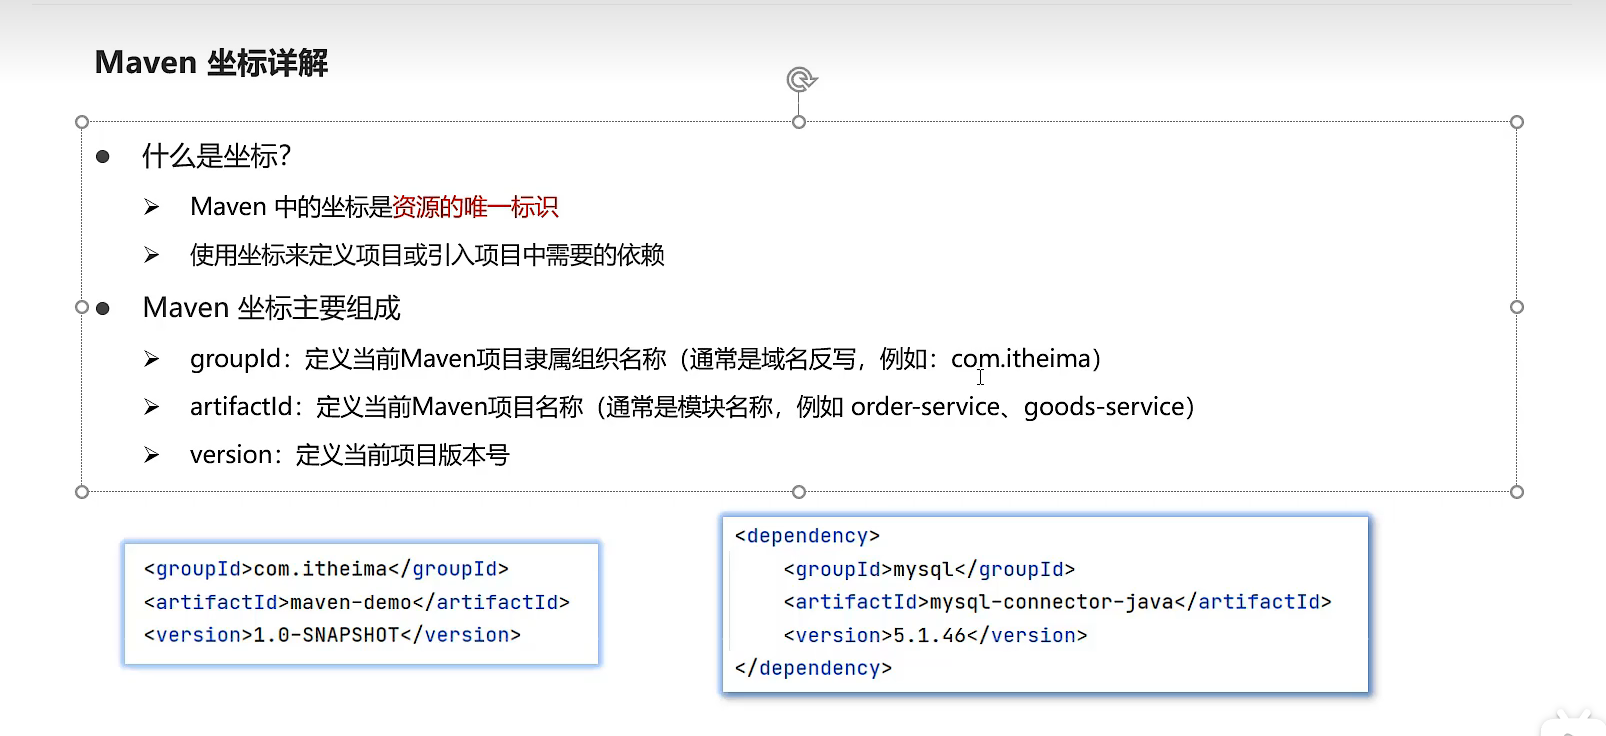 Maven 坐标详解
什么是坐标？
Maven 中的坐标是资源的唯一标识
使用坐标来定义项目或引入项目中需要的依赖
Maven 坐标主要组成
groupId：定义当前Maven项目隶属组织名称（通常是域名反写，例如：com.itheima）
artifactId：定义当前Maven项目名称（通常是模块名称，例如 order-service、goods-service）
version：定义当前项目版本号
<groupId>com.itheima</groupId>
<artifactId>maven-demo</artifactId>
<version>1.0-SNAPSHOT</version>
<dependency>
<groupId>mysql</groupId>
<artifactId>mysql-connector-java</artifactId>
<version>5.1.46</version>
</dependency>